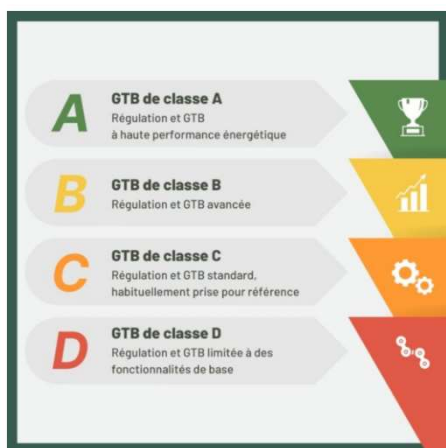 A
GTB de classe A
Régulation et GTB
à haute performance énergétique
B
GTB de classe B
Régulation et GTB avancée
C
GTB de classe C
Régulation et GTB standard,
habituellement prise pour référence
D
GTB de classe D
Régulation et GTB limitée à des
fonctionnalités de base